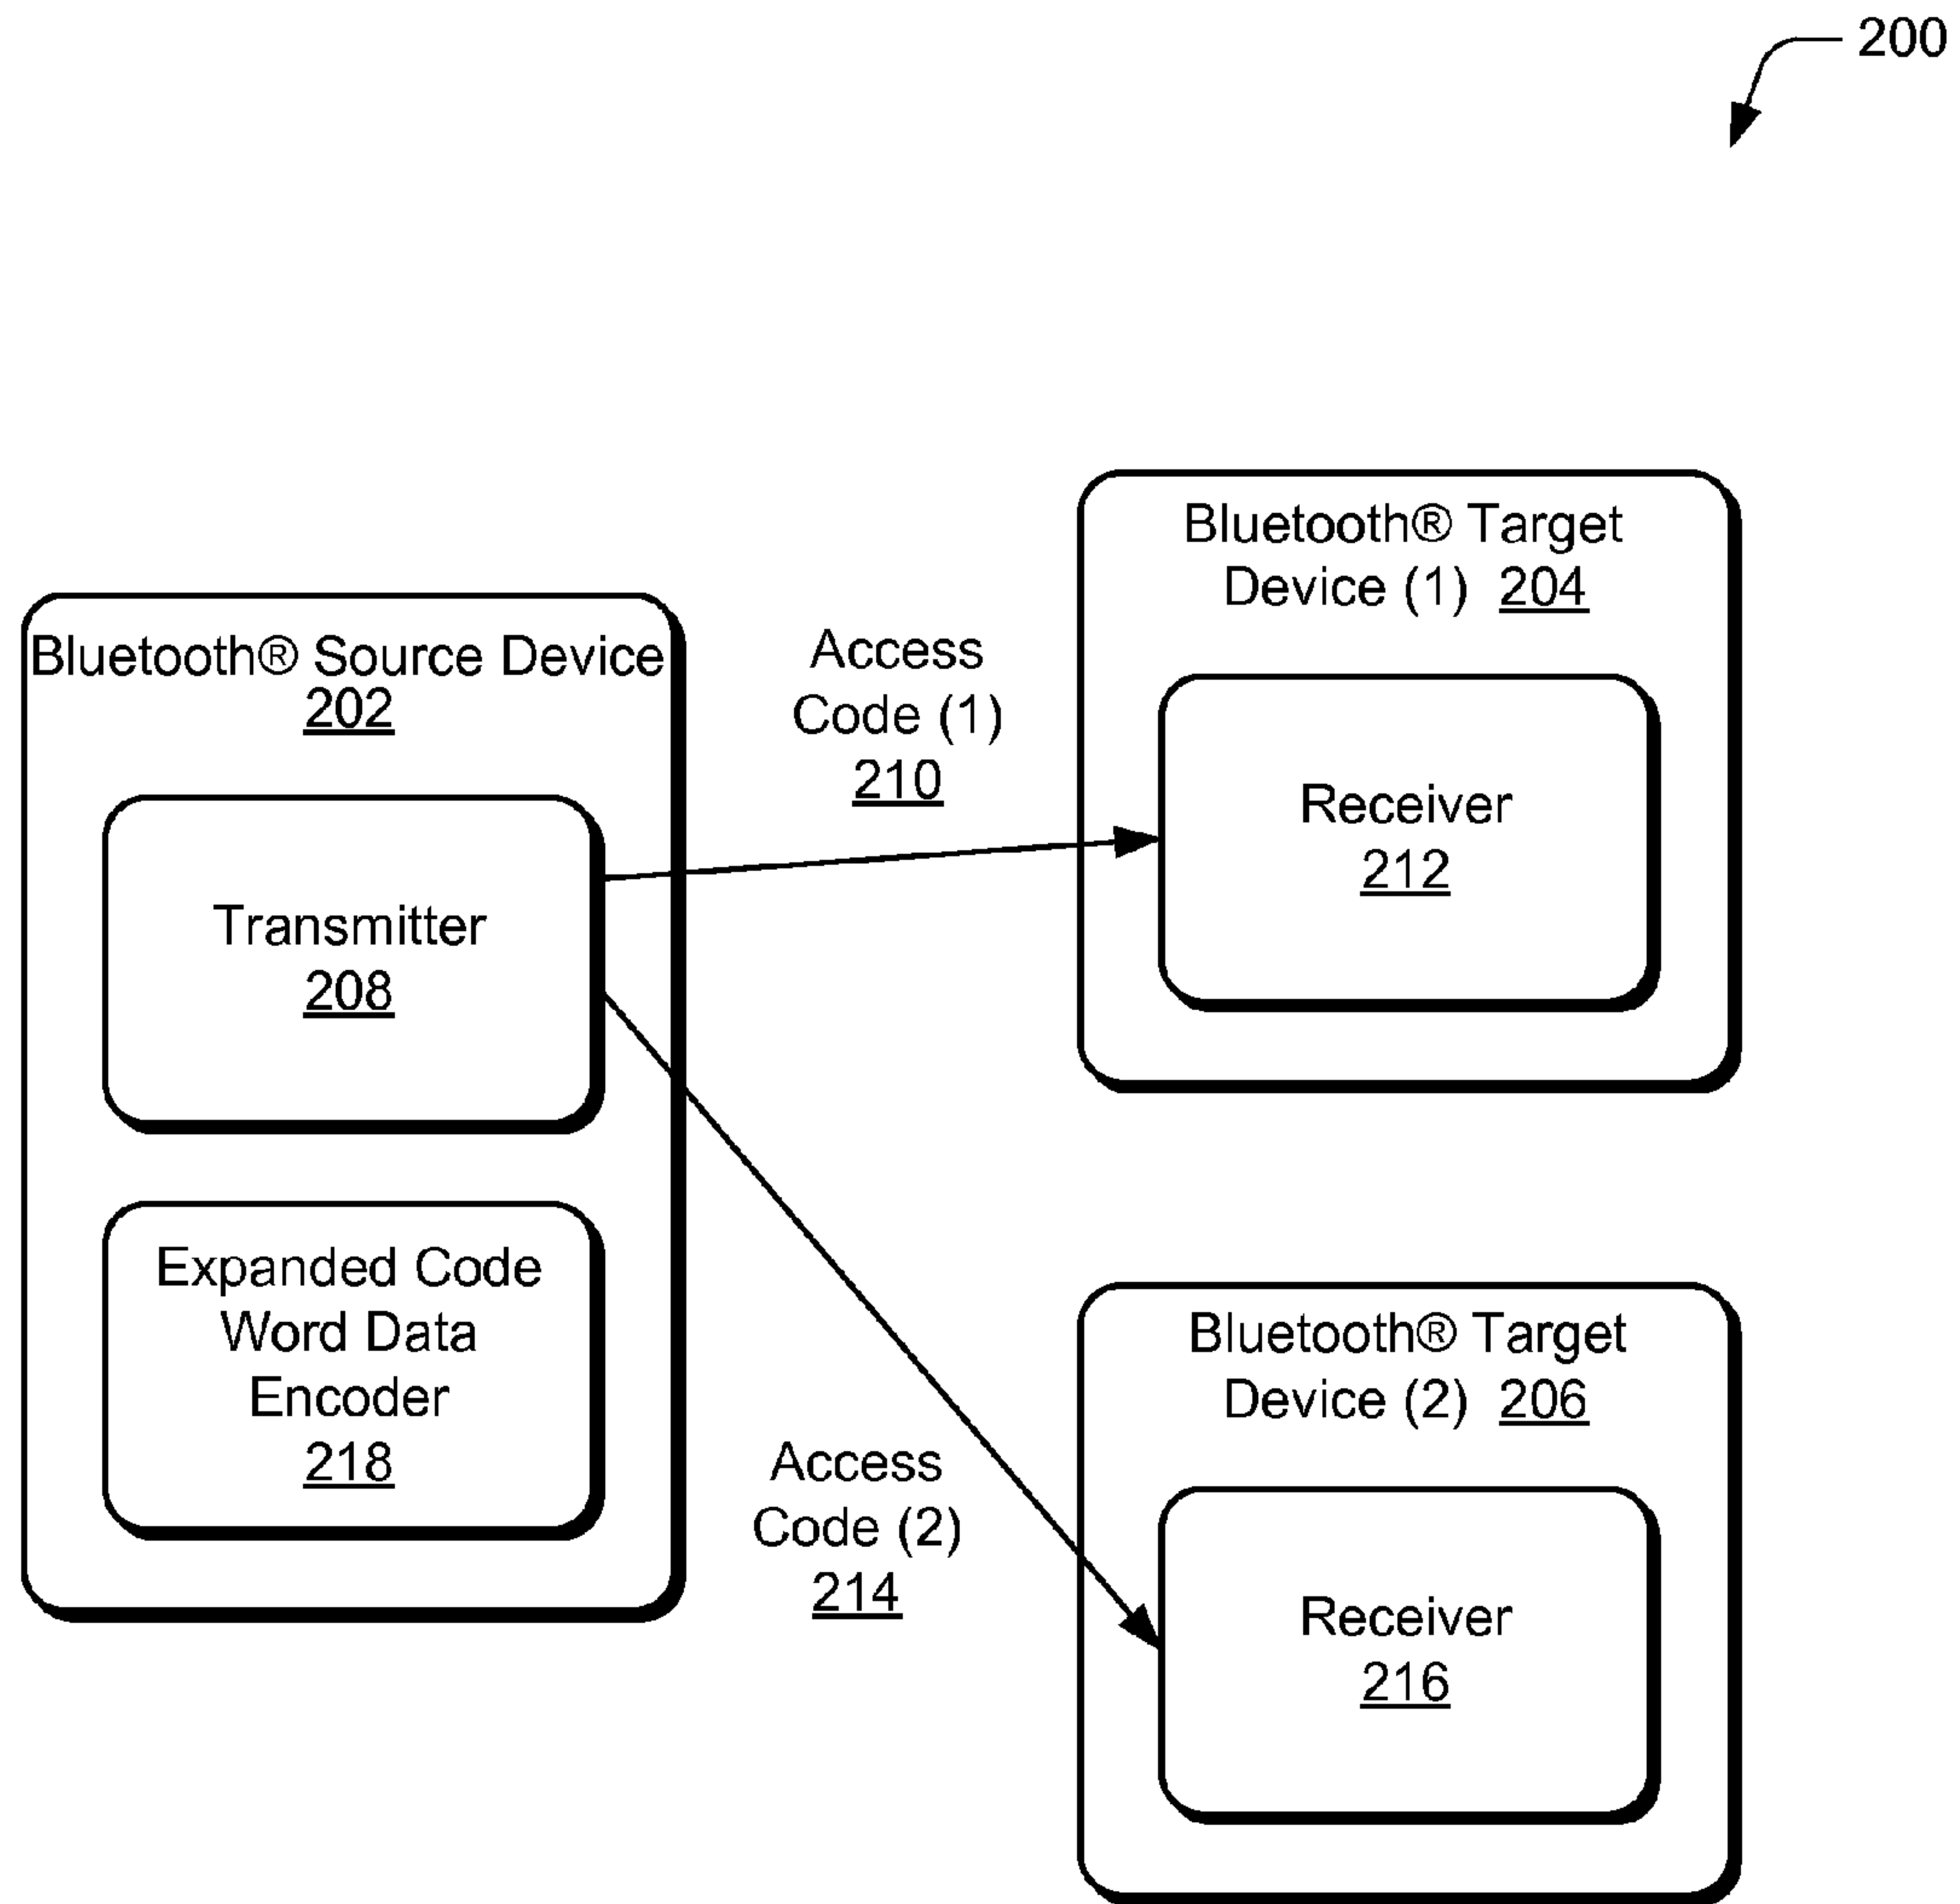 200
Bluetooth® Source Device
202
Transmitter
208
Expanded Code
Word Data
Encoder
218
Access
Code (1)
210
Access
Code (2)
214
Bluetooth® Target
Device (1) 204
Receiver
212
Bluetooth® Target
Device (2) 206
Receiver
216